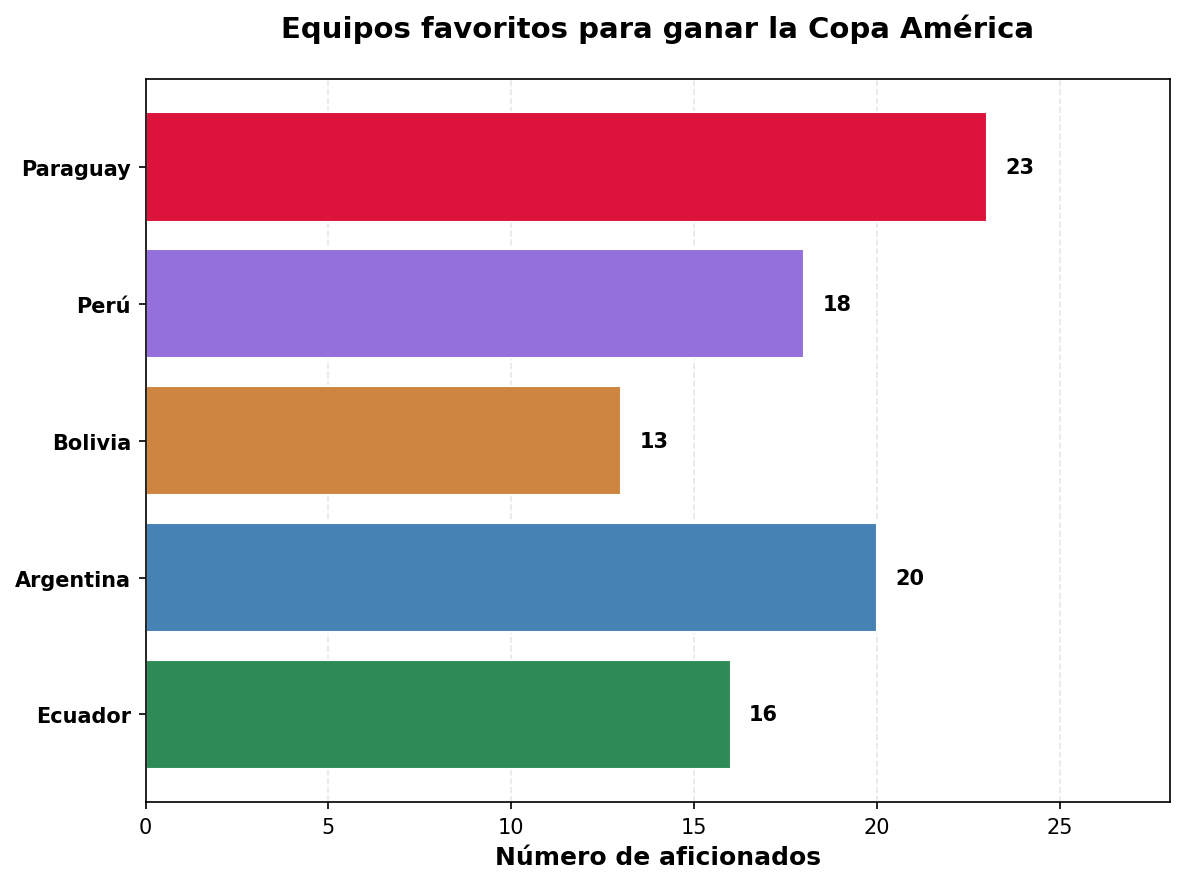 Equipos favoritos para ganar la Copa América
Paraguay
23
Perú
18
Bolivia
13
Argentina
20
Ecuador
16
0 5 10 15 20 25
Número de aficionados